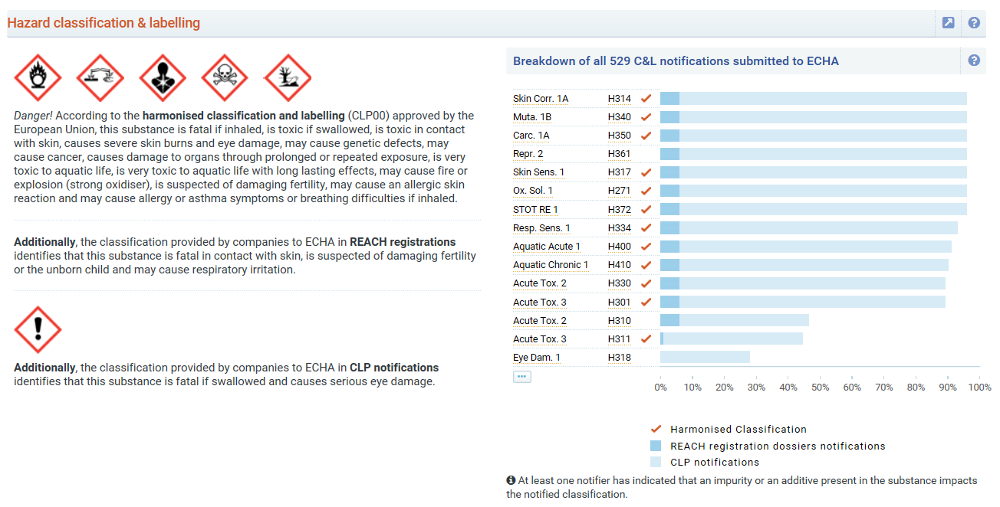 Hazard classification & labelling
Danger! According to the harmonised classification and labelling (CLP00) approved by the
European Union, this substance is fatal if inhaled, is toxic if swallowed, is toxic in contact
with skin, causes severe skin burns and eye damage, may cause genetic defects, may
cause cancer, causes damage to organs through prolonged or repeated exposure, is very
toxic to aquatic life, is very toxic to aquatic life with long lasting effects, may cause fire or
explosion (strong oxidiser), is suspected of damaging fertility, may cause an allergic skin
reaction and may cause allergy or asthma symptoms or breathing difficulties if inhaled.
Additionally, the classification provided by companies to ECHA in REACH registrations
identifies that this substance is fatal in contact with skin, is suspected of damaging fertility
or the unborn child and may cause respiratory irritation.
Additionally, the classification provided by companies to ECHA in CLP notifications
identifies that this substance is fatal if swallowed and causes serious eye damage.
Breakdown of all 529 C&L notifications submitted to ECHA
Skin Corr. 1A H314
Muta. 1B H340
Carc. 1A H350
Repr. 2 H361
Skin Sens. 1 H317
Ox. Sol. 1 H271
STOT RE 1 H372
Resp. Sens. 1 H334
Aquatic Acute 1 H400
Aquatic Chronic 1 H410
Acute Tox. 2 H330
Acute Tox. 3 H301
Acute Tox. 2 H310
Acute Tox. 3 H311
Eye Dam. 1 H318
0% 10% 20% 30% 40% 50% 60% 70% 80% 90% 100%
Harmonised Classification
REACH registration dossiers notifications
CLP notifications
At least one notifier has indicated that an impurity or an additive present in the substance impacts
the notified classification.